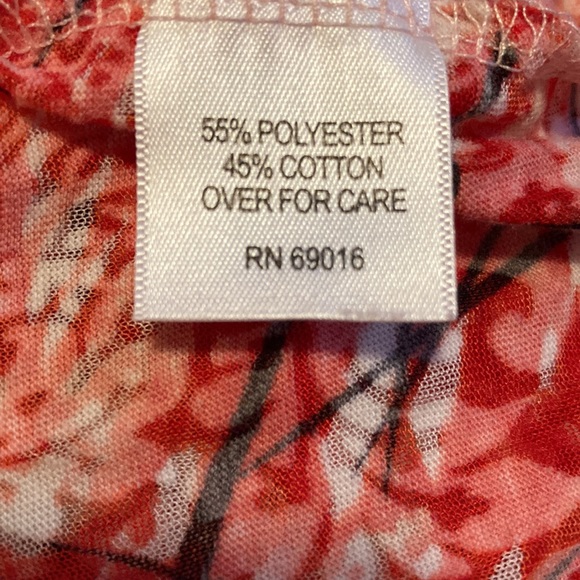 55% POLYESTER
45% COTTON
OVER FOR CARE
RN 69016